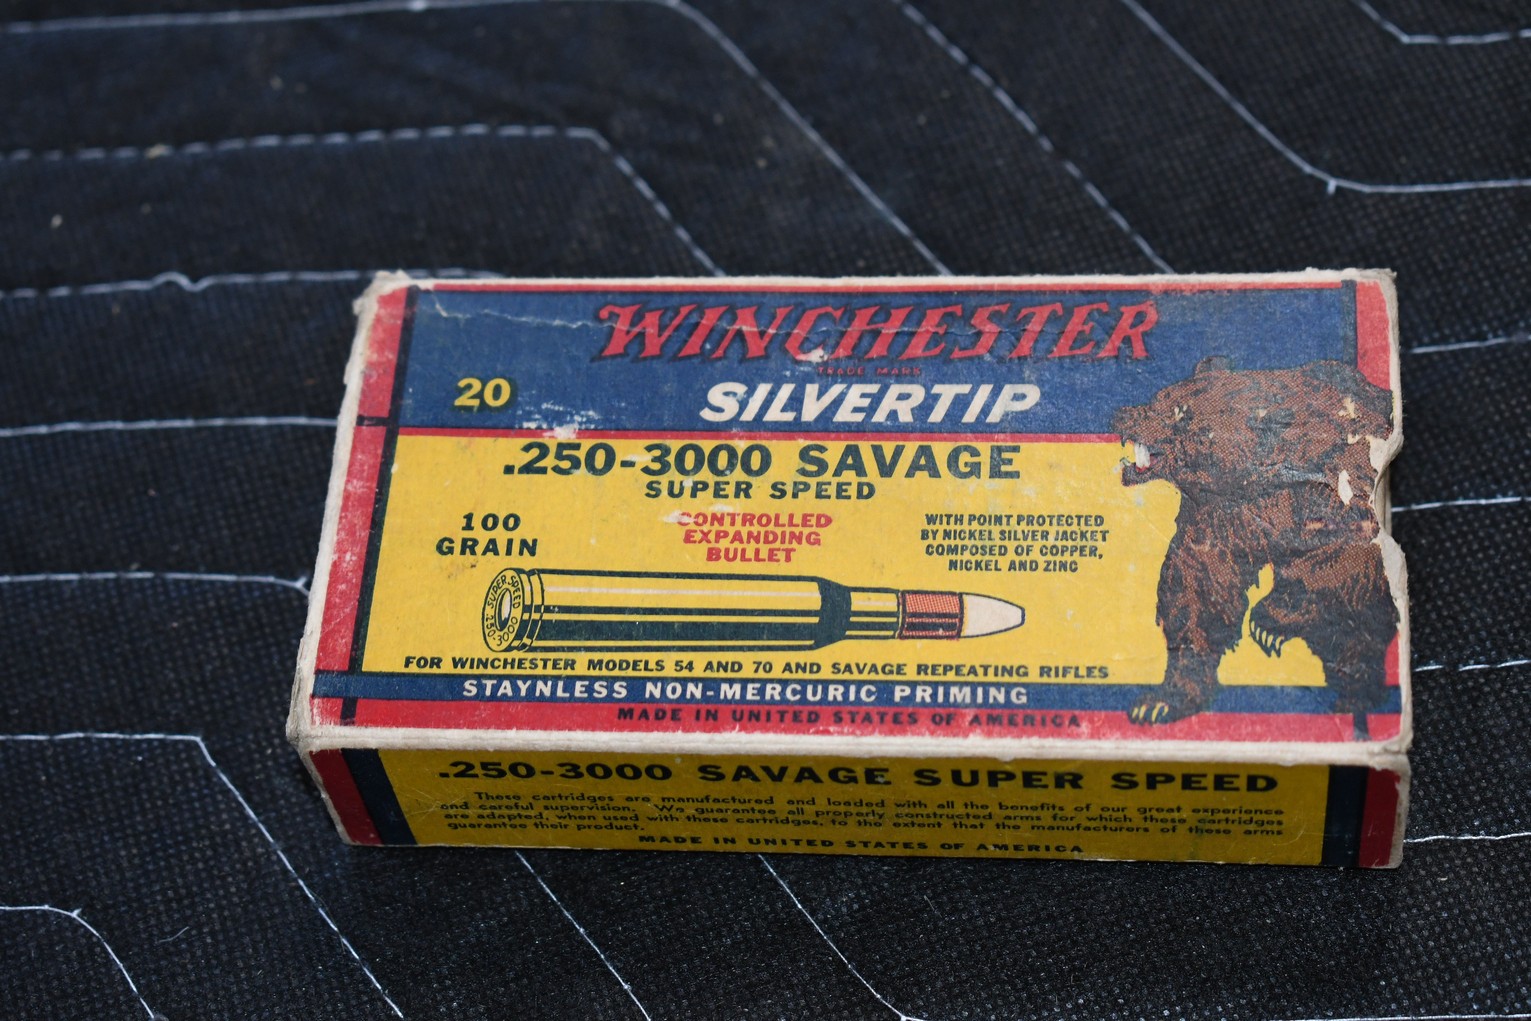 WINCHESTER
TRADE MARK
20
SILVERTIP
.250-3000 SAVAGE
SUPER SPEED
100
GRAIN
CONTROLLED
EXPANDING
BULLET
WITH POINT PROTECTED
BY NICKEL SILVER JACKET
COMPOSED OF COPPER,
NICKEL AND ZINC
SUPER SPEED
.250 3000
FOR WINCHESTER MODELS 54 AND 70 AND SAVAGE REPEATING RIFLES
STAYNLESS NON-MERCURIC PRIMING
MADE IN UNITED STATES OF AMERICA
.250-3000 SAVAGE SUPER SPEED
These cartridges are manufactured and loaded with all the benefits of our great experience
and careful supervision. We guarantee all properly constructed arms for which these cartridges
are adapted, when used with these cartridges, to the extent that the manufacturers of these arms
guarantee their product.
MADE IN UNITED STATES OF AMERICA